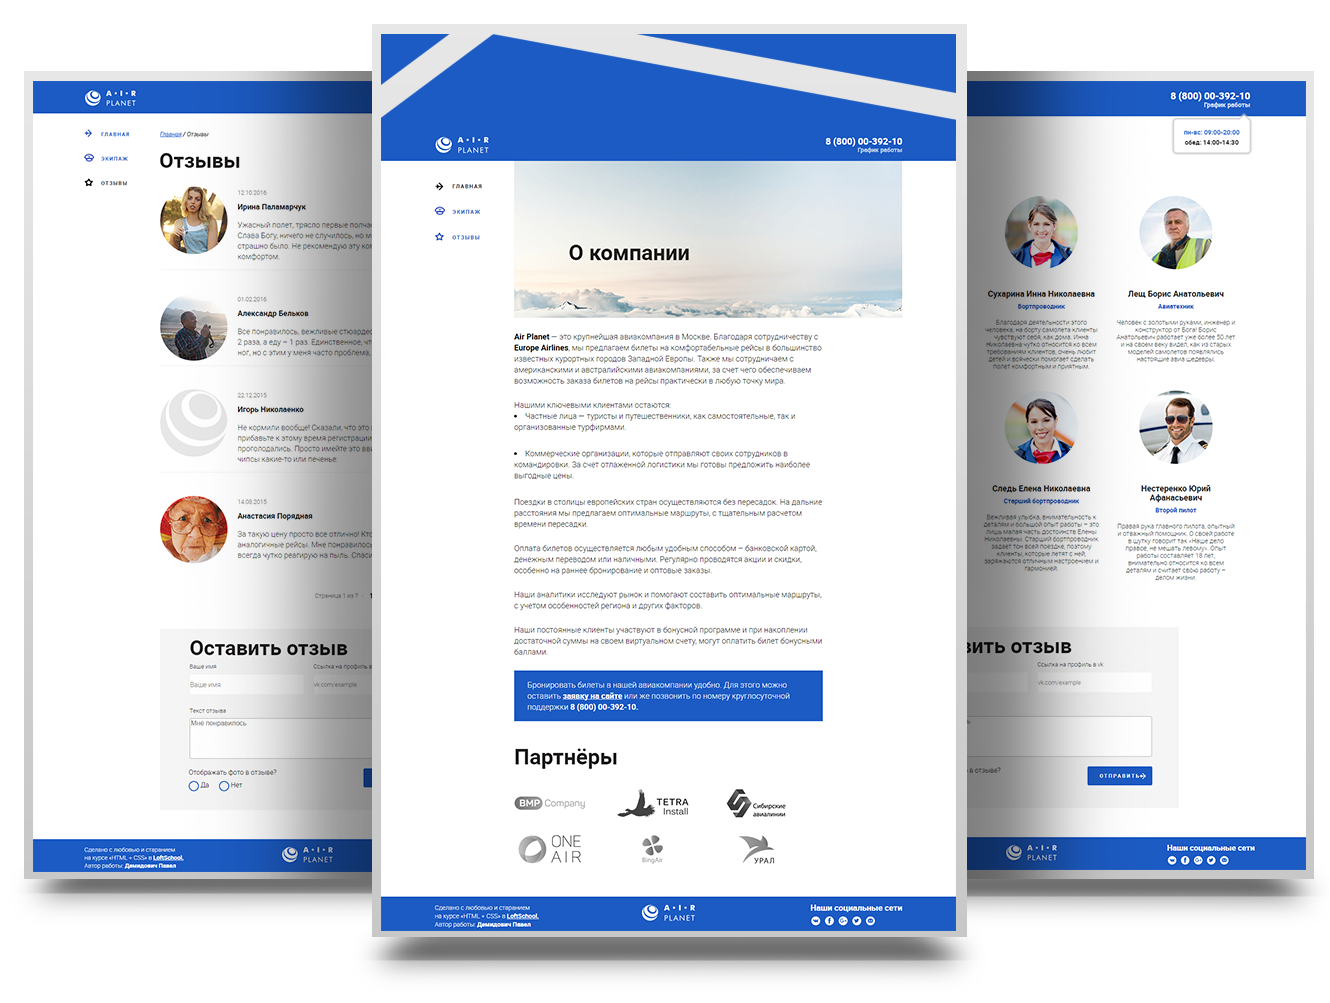 A·I·R
PLANET
ГЛАВНАЯ
ЭКИПАЖ
ОТЗЫВЫ
Главная / Отзывы
Отзывы
12.10.2016
Ирина Паламарчук
Ужасный полет, трясло первые полча
Слава Богу, ничего не случилось, но м
страшно было. Не рекомендую эту ком
комфортом.
01.02.2016
Александр Бельков
Все понравилось, вежливые стюардес
2 раза, а еду – 1 раз. Единственное, чт
ног, но с этим у меня часто проблема,
22.12.2015
Игорь Николаенко
Не кормили вообще! Сказали, что это
прибавьте к этому время регистрации
проголодались. Просто имейте это вви
чипсы какие-то или печенье.
14.08.2015
Анастасия Порядная
За такую цену просто все отлично! Кто
аналогичные рейсы. Мне понравилось
всегда чутко реагирую на пыль. Спаси
Страница 1 из 7
1
Оставить отзыв
Ваше имя
Ссылка на профиль в
Ваше имя
vk.com/example
Текст отзыва
Мне понравилось
Отображать фото в отзыве?
Да
Нет
Сделано с любовью и старанием
на курсе «HTML + CSS» в LoftSchool.
Автор работы: Демидович Павел
A·I·R
PLANET
A·I·R
PLANET
8 (800) 00-392-10
График работы
ГЛАВНАЯ
ЭКИПАЖ
ОТЗЫВЫ
О компании
Air Planet — это крупнейшая авиакомпания в Москве. Благодаря сотрудничеству с
Europe Airlines, мы предлагаем билеты на комфортабельные рейсы в большинство
известных курортных городов Западной Европы. Также мы сотрудничаем с
американскими и австралийскими авиакомпаниями, за счет чего обеспечиваем
возможность заказа билетов на рейсы практически в любую точку мира.
Нашими ключевыми клиентами остаются:
• Частные лица — туристы и путешественники, как самостоятельные, так и
организованные турфирмами.
• Коммерческие организации, которые отправляют своих сотрудников в
командировки. За счет отлаженной логистики мы готовы предложить наиболее
выгодные цены.
Поездки в столицы европейских стран осуществляются без пересадок. На дальние
расстояния мы предлагаем оптимальные маршруты, с тщательным расчетом
времени пересадки.
Оплата билетов осуществляется любым удобным способом – банковской картой,
денежным переводом или наличными. Регулярно проводятся акции и скидки,
особенно на раннее бронирование и оптовые заказы.
Наши аналитики исследуют рынок и помогают составить оптимальные маршруты,
с учетом особенностей региона и других факторов.
Наши постоянные клиенты участвуют в бонусной программе и при накоплении
достаточной суммы на своем виртуальном счету, могут оплатить билет бонусными
баллами.
Бронировать билеты в нашей авиакомпании удобно. Для этого можно
оставить заявку на сайте или же позвонить по номеру круглосуточной
поддержки 8 (800) 00-392-10.
Партнёры
BMP Company
TETRA
Install
Сибирские
авиалинии
ONE
AIR
BingAir
УРАЛ
Сделано с любовью и старанием
на курсе «HTML + CSS» в LoftSchool.
Автор работы: Демидович Павел
A·I·R
PLANET
Наши социальные сети
8 (800) 00-392-10
График работы
пн-вс: 09:00-20:00
обед: 14:00-14:30
Сухарина Инна Николаевна
Бортпроводник
Благодаря деятельности этого
человека, на борту самолета клиенты
чувствуют себя, как дома. Инна
Николаевна чутко относится ко всем
требованиям клиентов, очень любит
детей и всячески помогает сделать
полет комфортным и приятным.
Лещ Борис Анатольевич
Авиатехник
Человек с золотыми руками, инженер и
конструктор от Бога! Борис
Анатольевич работает уже более 50 лет
и на своем веку видел, как из старых
моделей самолетов появлялись
настоящие авиа шедевры.
Следь Елена Николаевна
Старший бортпроводник
Вежливая улыбка, внимательность к
деталям и большой опыт работы – это
лишь малая часть достоинств Елены
Николаевны. Старший бортпроводник
задает тон всей поездке, поэтому
клиенты, которые летят с ней,
заряжаются отличным настроением и
гармонией.
Нестеренко Юрий
Афанасьевич
Второй пилот
Правая рука главного пилота, опытный
и отважный помощник. О своей работе
в шутку говорит так «Наше дело
правое, не мешать левому». Опыт
работы составляет 18 лет,
внимательно относится ко всем
деталям и считает свою работу –
делом жизни.
вить отзыв
Ссылка на профиль в vk
vk.com/example
о в отзыве?
ОТПРАВИТЬ
A·I·R
PLANET
Наши социальные сети